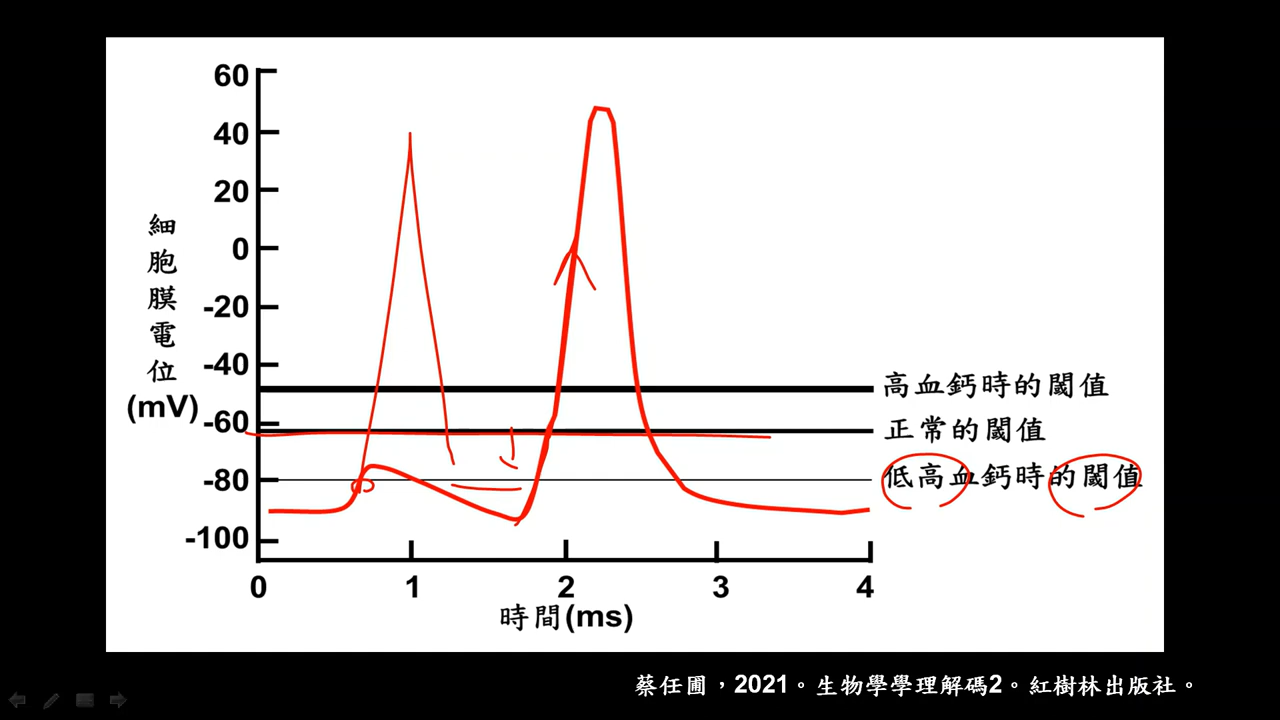 60
40
20
0
-20
-40
-60
-80
-100
細胞膜電位
(mV)
高血鈣時的閾值
正常的閾值
低高血鈣時的閾值
0 1 2 3 4
時間(ms)
蔡任圃，2021。生物學學理解碼2。紅樹林出版社。